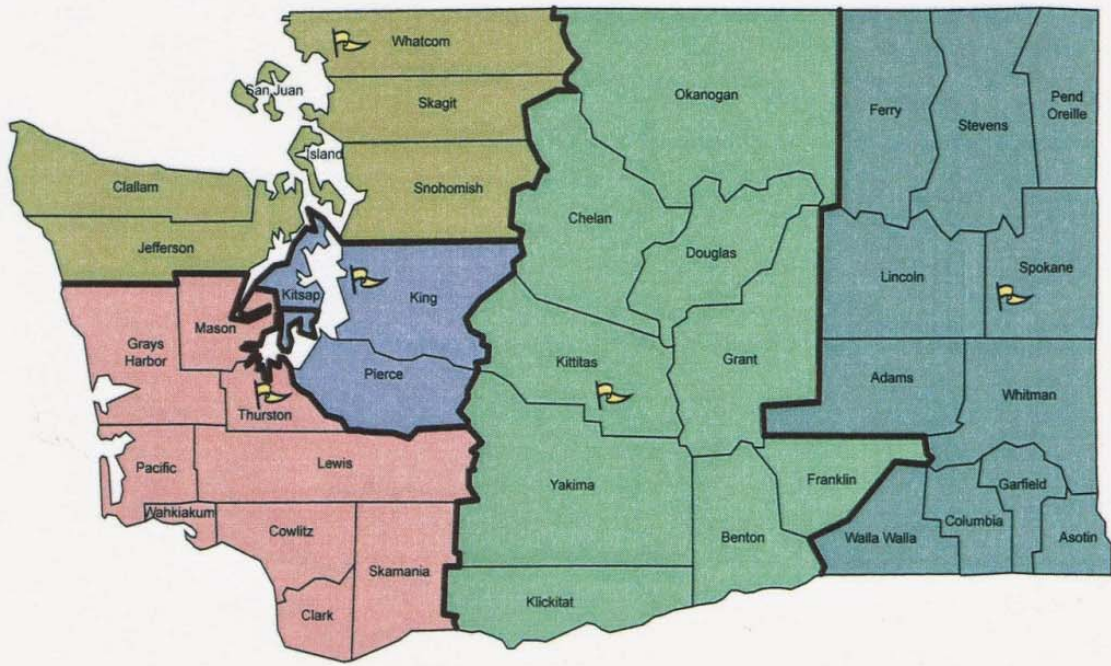 Whatcom
San Juan
Skagit
Island
Snohomish
Clallam
Jefferson
Okanogan
Chelan
Douglas
Ferry
Stevens
Pend
Oreille
Lincoln
Spokane
Kitsap
King
Mason
Grays
Harbor
Pierce
Thurston
Kittitas
Grant
Adams
Whitman
Pacific
Lewis
Wahkiakum
Cowlitz
Skamania
Clark
Yakima
Klickitat
Benton
Franklin
Walla Walla
Columbia
Garfield
Asotin